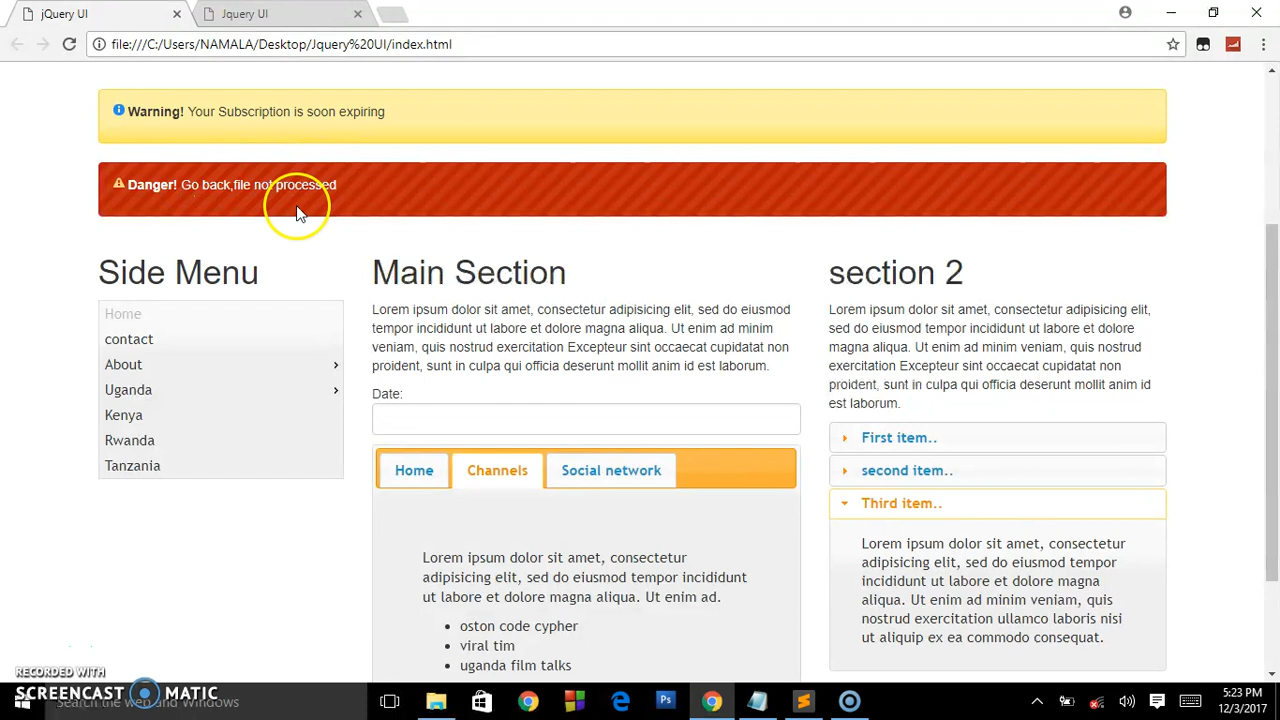 jQuery UI
Jquery UI
file:///C:/Users/NAMALA/Desktop/Jquery%20UI/index.html
Warning! Your Subscription is soon expiring
Danger! Go back,file not processed
Side Menu
Home
contact
About
Uganda
Kenya
Rwanda
Tanzania
Main Section
Lorem ipsum dolor sit amet, consectetur adipisicing elit, sed do eiusmod
tempor incididunt ut labore et dolore magna aliqua. Ut enim ad minim
veniam, quis nostrud exercitation Excepteur sint occaecat cupidatat non
proident, sunt in culpa qui officia deserunt mollit anim id est laborum.
Date:
Home Channels Social network
Lorem ipsum dolor sit amet, consectetur
adipisicing elit, sed do eiusmod tempor incididunt
ut labore et dolore magna aliqua. Ut enim ad.
oston code cypher
viral tim
uganda film talks
section 2
Lorem ipsum dolor sit amet, consectetur
adipisicing elit, sed do eiusmod
tempor incididunt ut labore et dolore
magna aliqua. Ut enim ad minim
veniam, quis nostrud exercitation
Excepteur sint occaecat cupidatat non
proident, sunt in culpa qui officia
deserunt mollit anim id est laborum.
First item..
second item..
Third item..
Lorem ipsum dolor sit amet, consectetur
adipisicing elit, sed do eiusmod
tempor incididunt ut labore et dolore magna
aliqua. Ut enim ad minim veniam, quis
nostrud exercitation ullamco laboris nisi
ut aliquip ex ea commodo consequat.
RECORDED WITH
SCREENCAST MATIC
Search the web and Windows
Ps
5:23 PM
12/3/2017